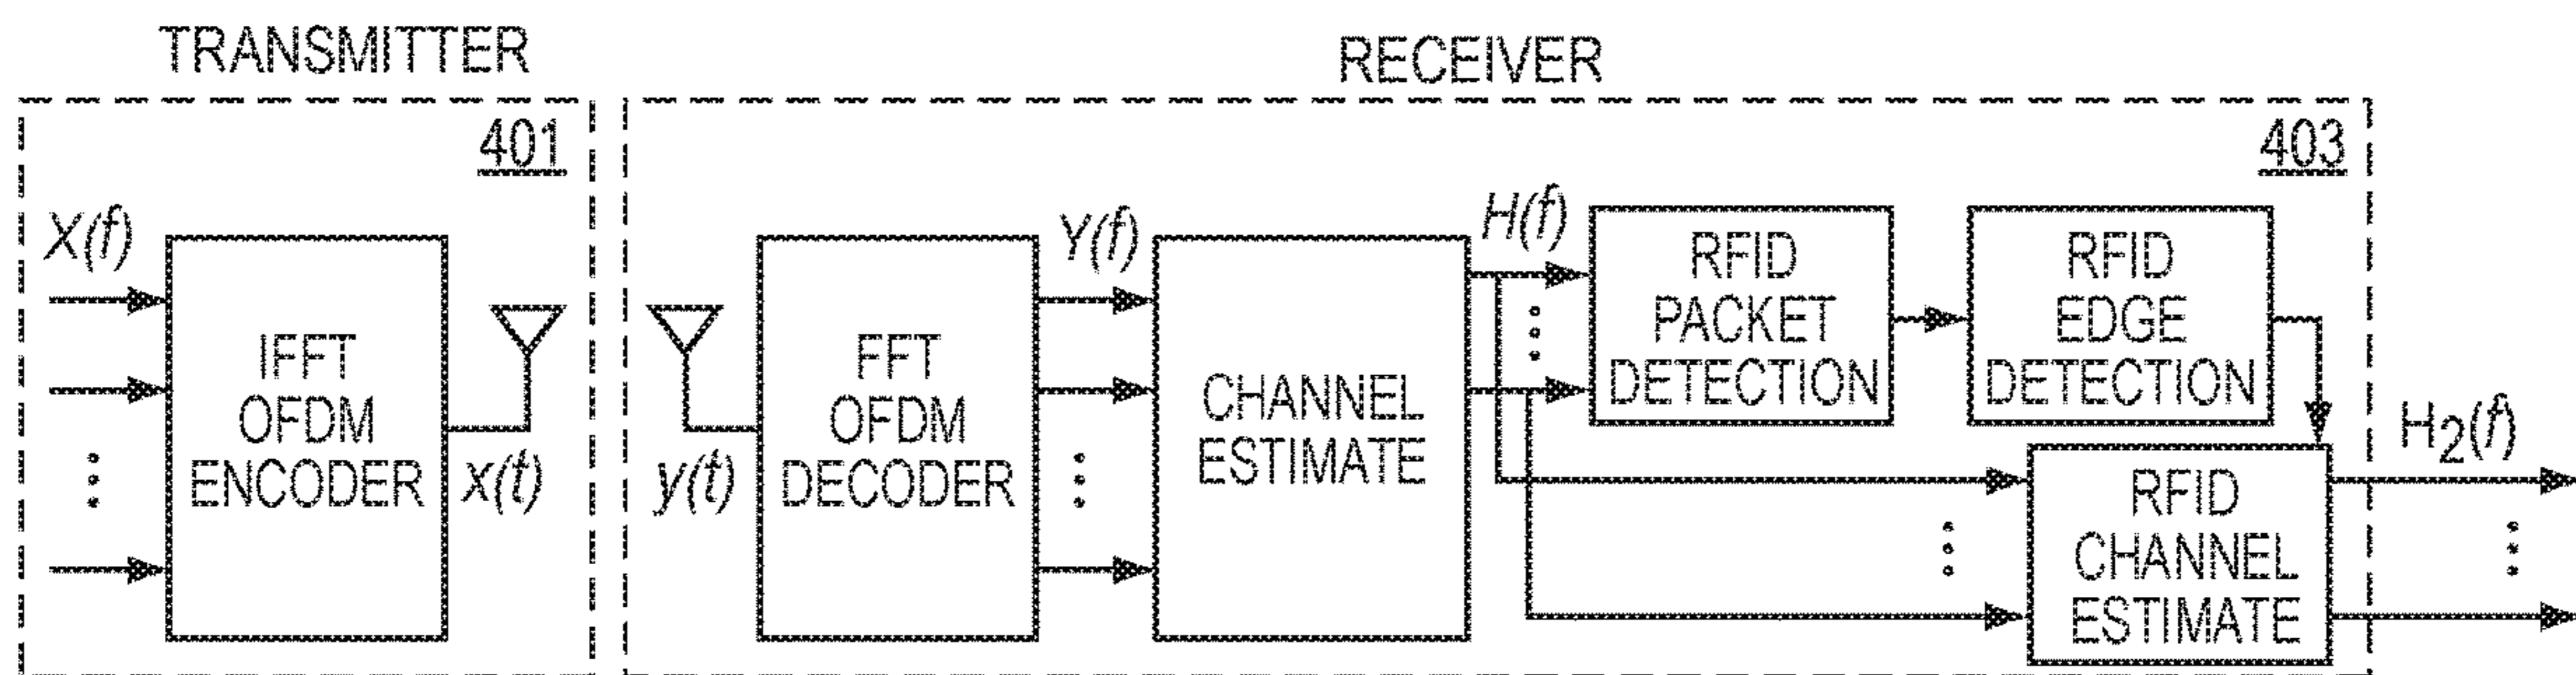 TRANSMITTER
401
X(f)
IFFT
OFDM
ENCODER
x(t)
RECEIVER
403
y(t)
FFT
OFDM
DECODER
Y(f)
CHANNEL
ESTIMATE
H(f)
RFID
PACKET
DETECTION
RFID
EDGE
DETECTION
RFID
CHANNEL
ESTIMATE
H2(f)